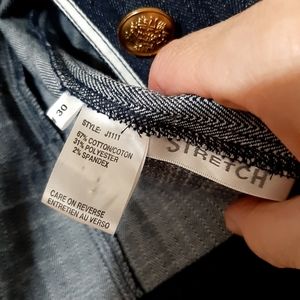 30
STYLE: J1111
67% COTTON/COTON
31% POLYESTER
2% SPANDEX
CARE ON REVERSE
ENTRETIEN AU VERSO
STRETCH